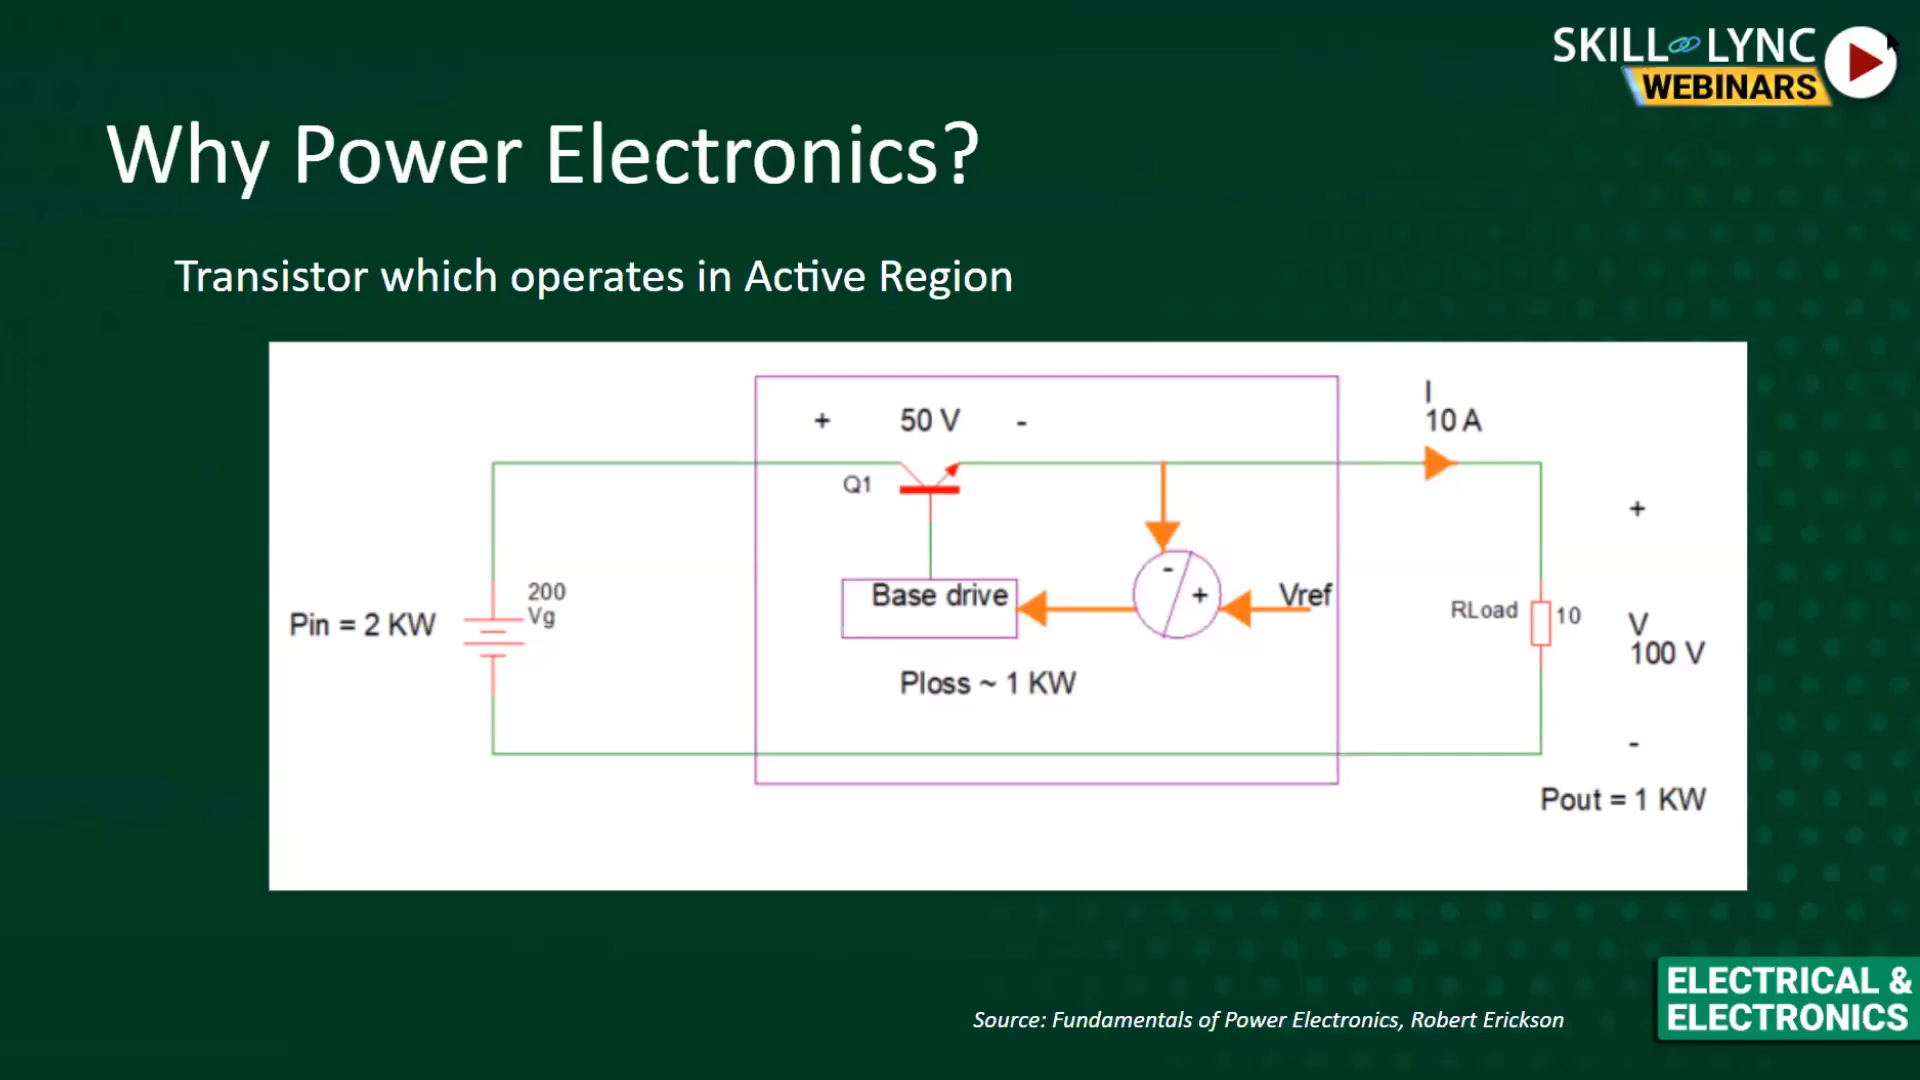 SKILL LYNC
WEBINARS
Why Power Electronics?
Transistor which operates in Active Region
+ 50 V -
I
10 A
Q1
+
200
Vg
Pin = 2 KW
Base drive
- +
Vref
RLoad 10
V
100 V
Ploss ~ 1 KW
-
Pout = 1 KW
ELECTRICAL &
ELECTRONICS
Source: Fundamentals of Power Electronics, Robert Erickson